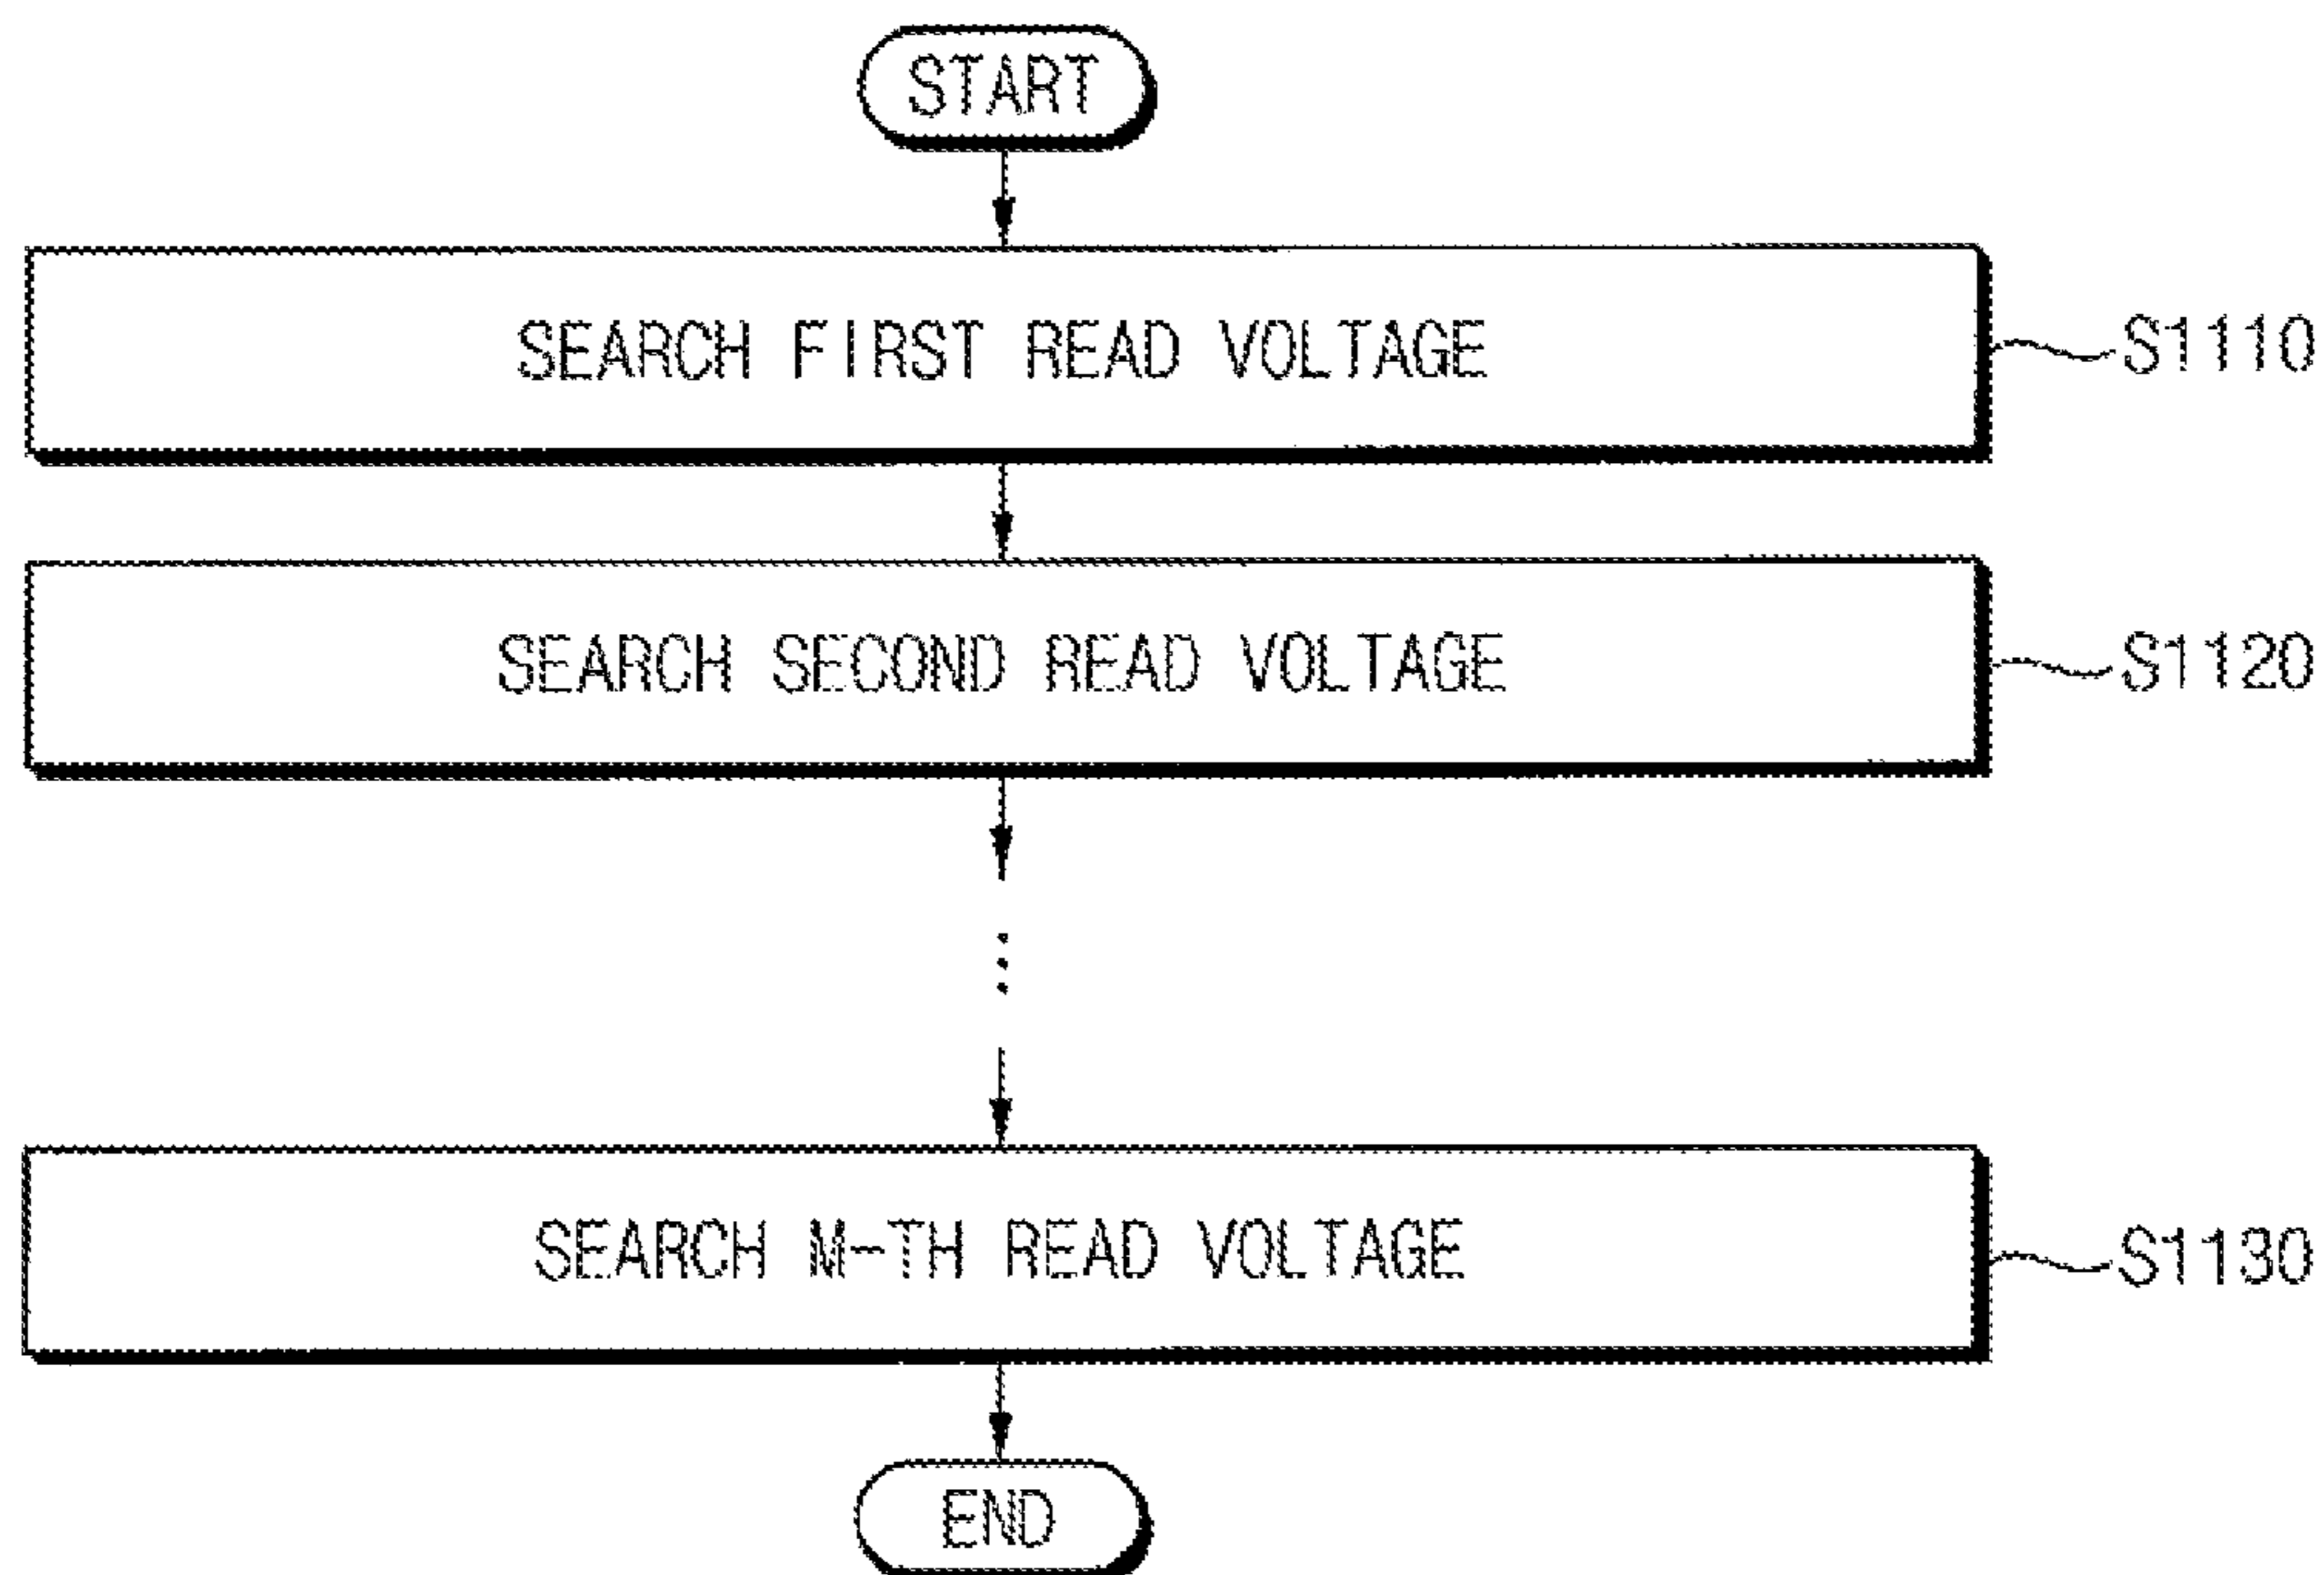 START
SEARCH FIRST READ VOLTAGE
S1110
SEARCH SECOND READ VOLTAGE
S1120
SEARCH M-TH READ VOLTAGE
S1130
END